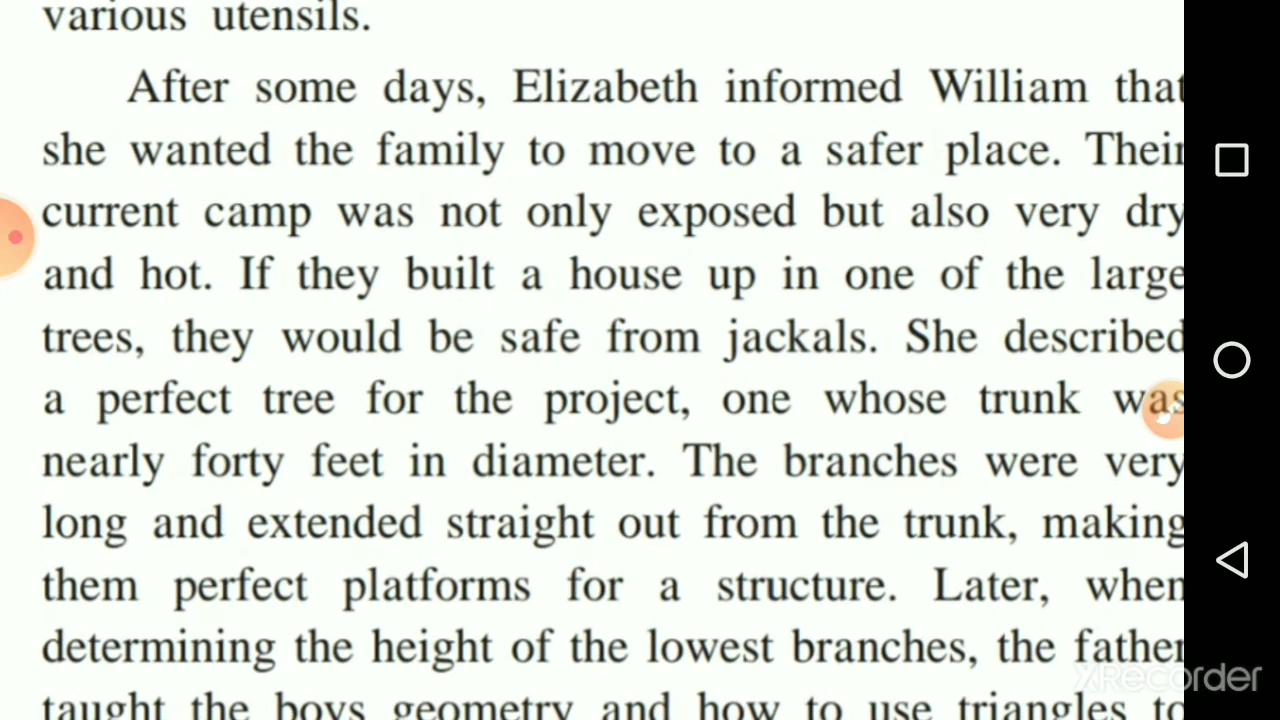 various utensils.
After some days, Elizabeth informed William that
she wanted the family to move to a safer place. Their
current camp was not only exposed but also very dry
and hot. If they built a house up in one of the large
trees, they would be safe from jackals. She described
a perfect tree for the project, one whose trunk was
nearly forty feet in diameter. The branches were very
long and extended straight out from the trunk, making
them perfect platforms for a structure. Later, when
determining the height of the lowest branches, the father
XRecorder
taught the boys geometry and how to use triangles to